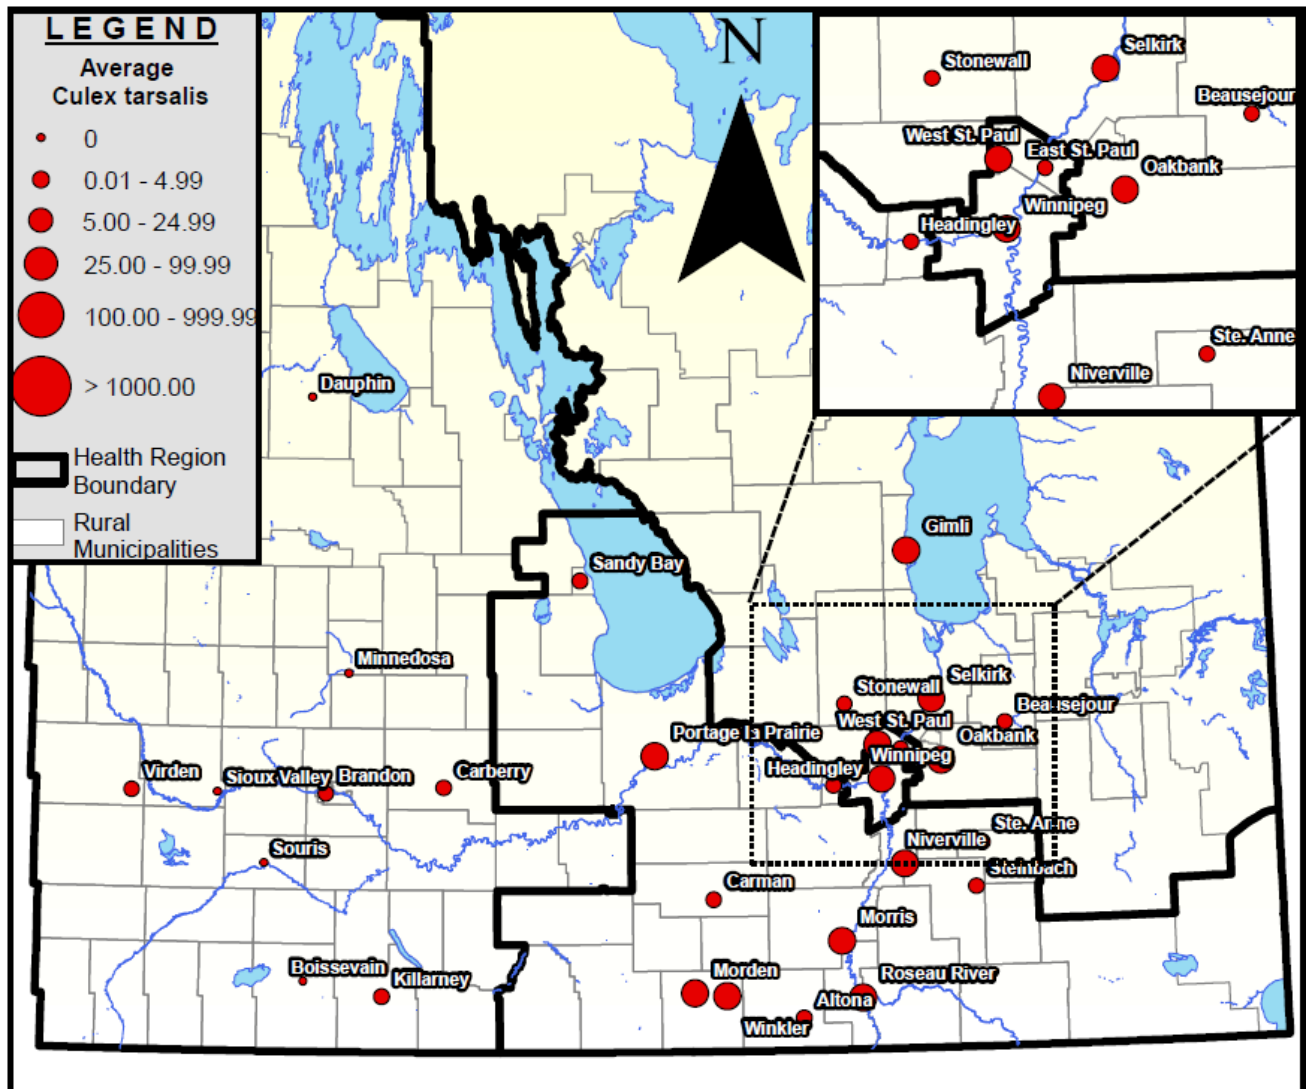 LEGEND
Average
Culex tarsalis
0
0.01 - 4.99
5.00 - 24.99
25.00 - 99.99
100.00 - 999.99
> 1000.00
Health Region
Boundary
Rural
Municipalities
N
Stonewall
Selkirk
Beausejour
West St. Paul
East St. Paul
Oakbank
Winnipeg
Headingley
Ste. Anne
Niverville
Dauphin
Gimli
Sandy Bay
Minnedosa
Stonewall
Selkirk
Beausejour
West St. Paul
Oakbank
Portage la Prairie
Winnipeg
Headingley
Virden
Sioux Valley
Brandon
Carberry
Ste. Anne
Niverville
Souris
Steinbach
Carman
Morris
Boissevain
Killarney
Morden
Roseau River
Altona
Winkler